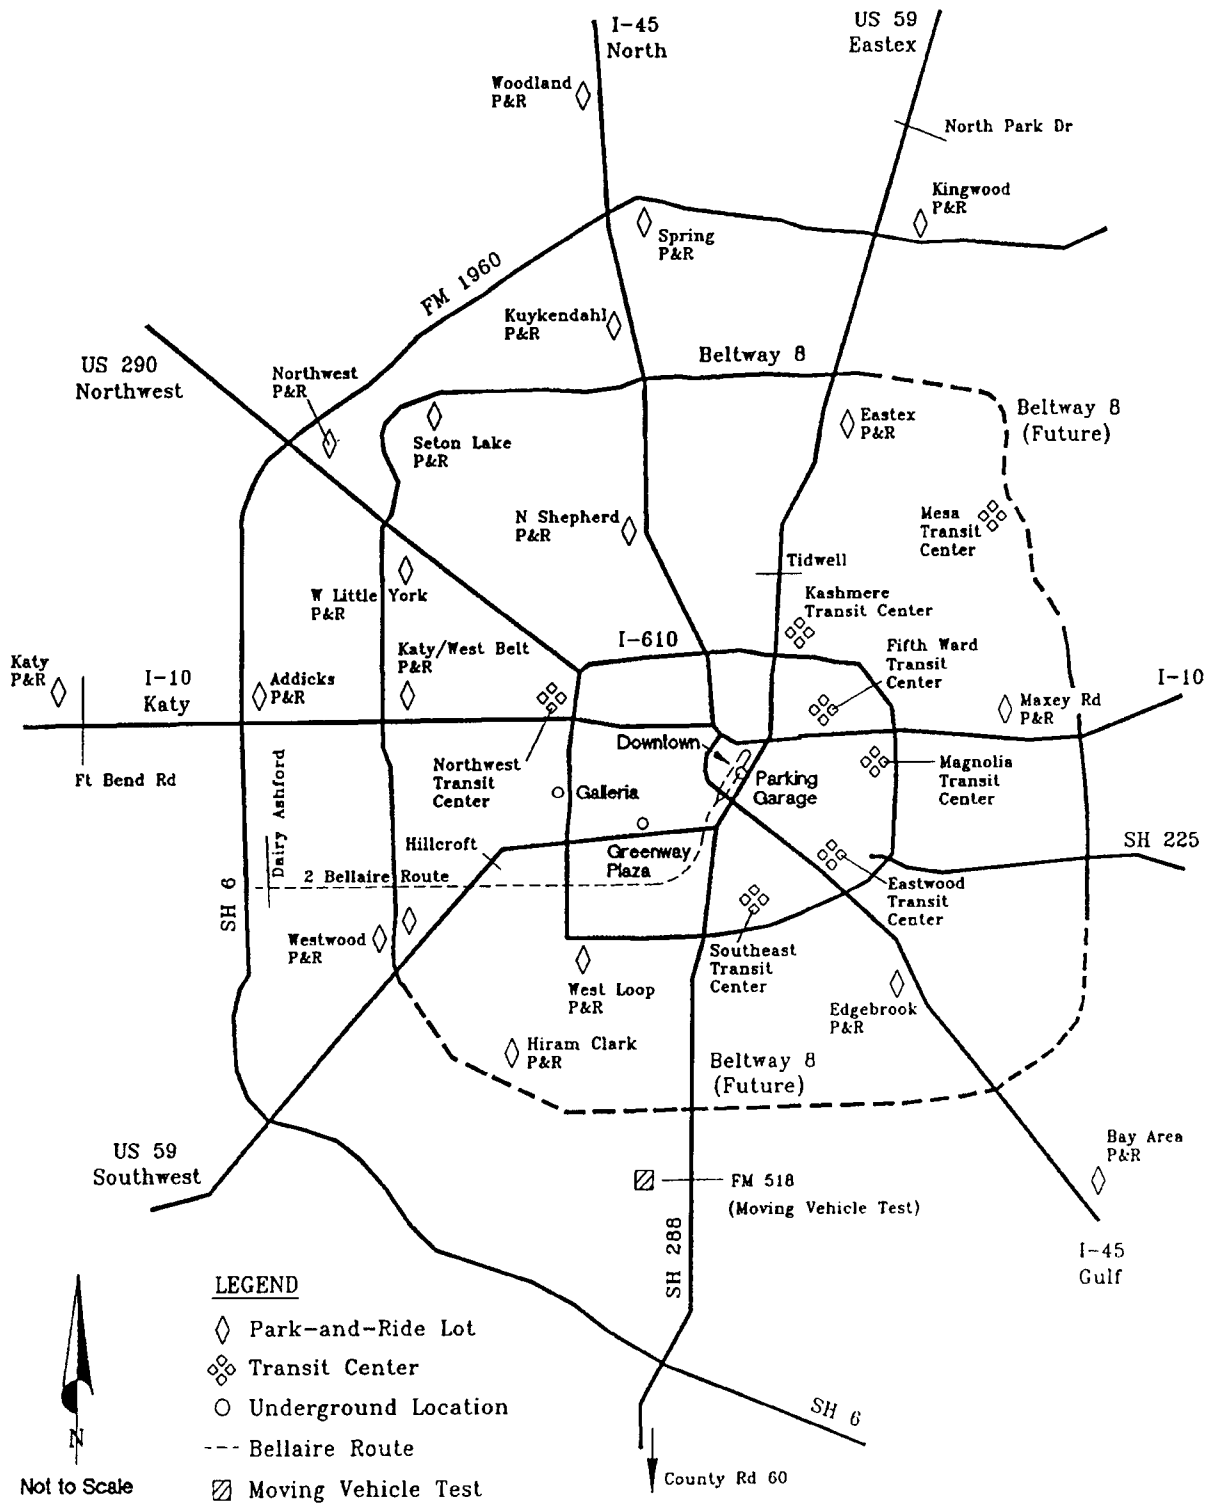 I-45
North
US 59
Eastex
Woodland
P&R
North Park Dr
Kingwood
P&R
Spring
P&R
FM 1960
Kuykendahl
P&R
US 290
Northwest
Northwest
P&R
Beltway 8
Beltway 8
(Future)
Seton Lake
P&R
Eastex
P&R
N Shepherd
P&R
Mesa
Transit
Center
Tidwell
W Little York
P&R
Kashmere
Transit Center
I-610
Katy/West Belt
P&R
Fifth Ward
Transit
Center
Katy
P&R
I-10
Katy
Addicks
P&R
I-10
Maxey Rd
P&R
Ft Bend Rd
Dairy Ashford
Northwest
Transit
Center
Downtown
Galleria
Parking
Garage
Magnolia
Transit
Center
Hillcroft
Greenway
Plaza
SH 225
2 Bellaire Route
SH 6
Eastwood
Transit
Center
Westwood
P&R
West Loop
P&R
Southeast
Transit
Center
Edgebrook
P&R
Hiram Clark
P&R
Beltway 8
(Future)
US 59
Southwest
Bay Area
P&R
FM 518
(Moving Vehicle Test)
SH 288
I-45
Gulf
LEGEND
Park-and-Ride Lot
Transit Center
Underground Location
Bellaire Route
Moving Vehicle Test
N
Not to Scale
SH 6
County Rd 60